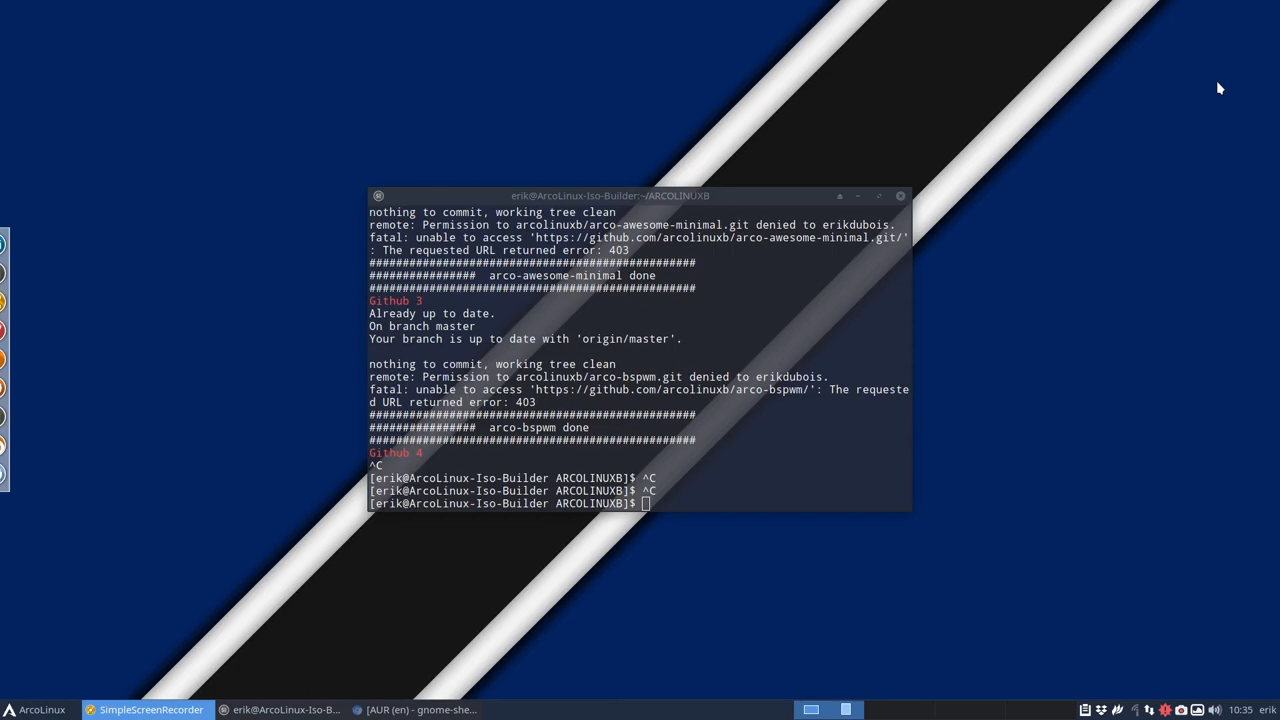 erik@ArcoLinux-Iso-Builder:~/ARCOLINUXB
nothing to commit, working tree clean
remote: Permission to arcolinuxb/arco-awesome-minimal.git denied to erikdubois.
fatal: unable to access 'https://github.com/arcolinuxb/arco-awesome-minimal.git/'
: The requested URL returned error: 403
#################################################
################  arco-awesome-minimal done
#################################################
Github 3
Already up to date.
On branch master
Your branch is up to date with 'origin/master'.
nothing to commit, working tree clean
remote: Permission to arcolinuxb/arco-bspwm.git denied to erikdubois.
fatal: unable to access 'https://github.com/arcolinuxb/arco-bspwm/': The requeste
d URL returned error: 403
#################################################
################  arco-bspwm done
#################################################
Github 4
^C
[erik@ArcoLinux-Iso-Builder ARCOLINUXB]$ ^C
[erik@ArcoLinux-Iso-Builder ARCOLINUXB]$ ^C
[erik@ArcoLinux-Iso-Builder ARCOLINUXB]$
ArcoLinux SimpleScreenRecorder erik@ArcoLinux-Iso-B... [AUR (en) - gnome-she... 10:35 erik